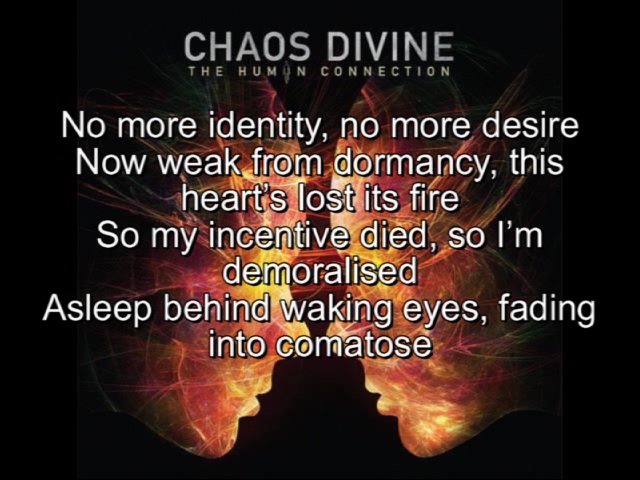 CHAOS DIVINE
THE HUMAN CONNECTION
No more identity, no more desire
Now weak from dormancy, this
heart's lost its fire
So my incentive died, so I'm
demoralised
Asleep behind waking eyes, fading
into comatose